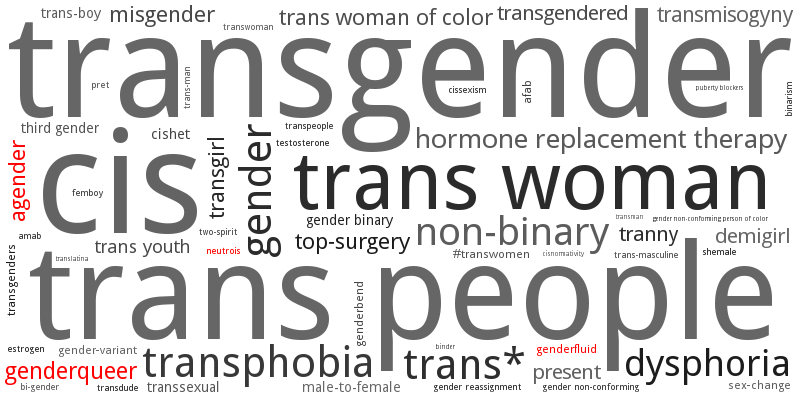 trans-boy
misgender
transwoman
trans woman of color
transgendered
transmisogyny
transgender
pret
trans-man
cissexism
afab
puberty blockers
binarism
third gender
cishet
transpeople
testosterone
hormone replacement therapy
agender
cis
femboy
transgirl
gender
trans woman
amab
trans youth
two-spirit
neutrois
gender binary
top-surgery
non-binary
transman
gender non-conforming
person of color
tranny
demigirl
transgenders
translatina
#transwomen
cisnormativity
trans-masculine
shemale
trans people
genderbend
estrogen
gender-variant
genderqueer
transphobia
binder
trans*
genderfluid
present
dysphoria
bi-gender
transdude
transsexual
male-to-female
gender reassignment
gender non-conforming
sex-change